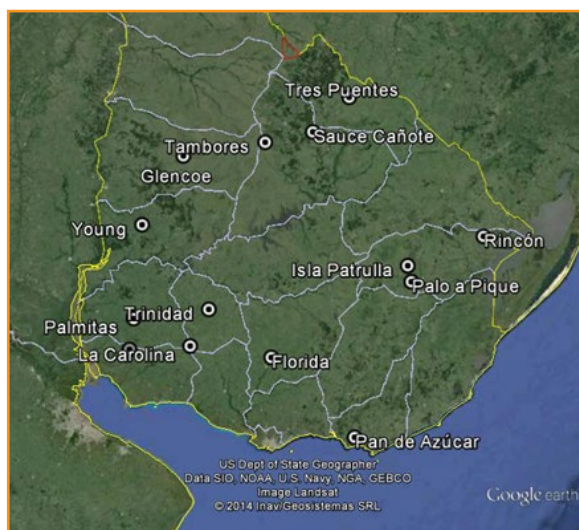 Tres Puentes
Sauce Cañote
Tambores
Glencoe
Young
Rincón
Isla Patrulla
Palo a Pique
Trinidad
Palmitas
La Carolina
Florida
Pan de Azúcar
US Dept of State Geographer
Data SIO, NOAA, U.S. Navy, NGA, GEBCO
Image Landsat
© 2014 Inav/Geosistemas SRL
Google earth